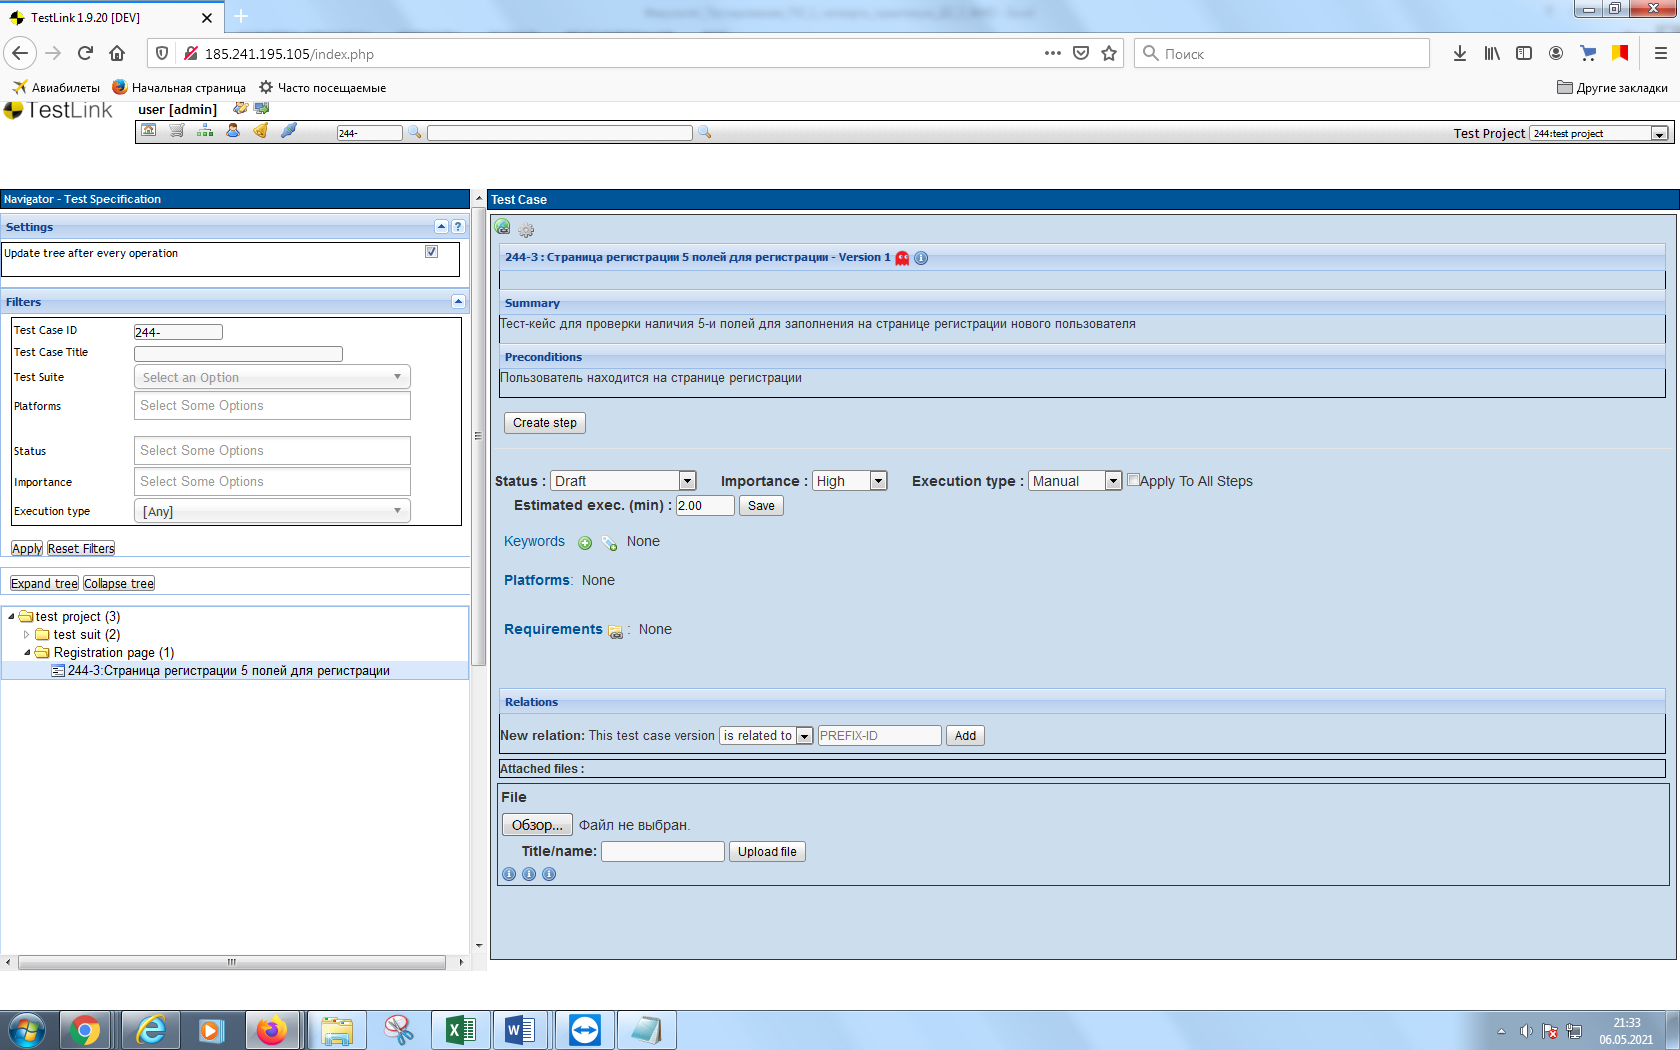 TestLink 1.9.20 [DEV]
185.241.195.105/index.php
Поиск
Авиабилеты Начальная страница Часто посещаемые Другие закладки
TestLink user [admin]
244- Test Project 244:test project
Navigator - Test Specification
Settings
Update tree after every operation
Filters
Test Case ID 244-
Test Case Title
Test Suite Select an Option
Platforms Select Some Options
Status Select Some Options
Importance Select Some Options
Execution type [Any]
Apply Reset Filters
Expand tree Collapse tree
test project (3)
test suit (2)
Registration page (1)
244-3:Страница регистрации 5 полей для регистрации
Test Case
244-3 : Страница регистрации 5 полей для регистрации - Version 1
Summary
Тест-кейс для проверки наличия 5-и полей для заполнения на странице регистрации нового пользователя
Preconditions
Пользователь находится на странице регистрации
Create step
Status : Draft Importance : High Execution type : Manual Apply To All Steps
Estimated exec. (min) : 2.00 Save
Keywords None
Platforms: None
Requirements : None
Relations
New relation: This test case version is related to PREFIX-ID Add
Attached files :
File
Обзор... Файл не выбран.
Title/name: Upload file
21:33
06.05.2021